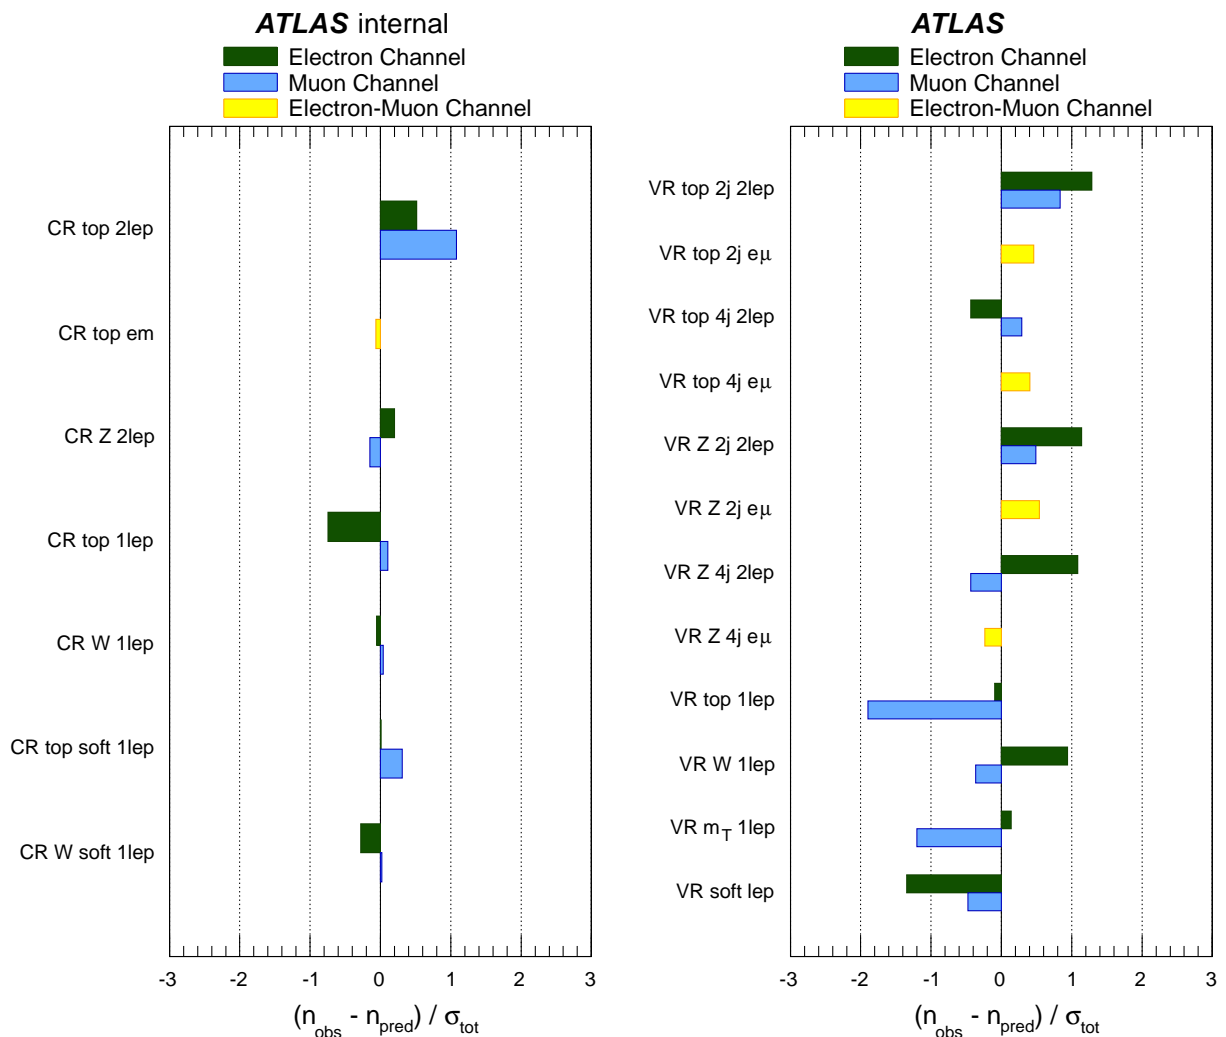 ATLAS internal
Electron Channel
Muon Channel
Electron-Muon Channel
CR top 2lep
CR top em
CR Z 2lep
CR top 1lep
CR W 1lep
CR top soft 1lep
CR W soft 1lep
-3 -2 -1 0 1 2 3
(n_obs - n_pred) / σ_tot
ATLAS
Electron Channel
Muon Channel
Electron-Muon Channel
VR top 2j 2lep
VR top 2j eμ
VR top 4j 2lep
VR top 4j eμ
VR Z 2j 2lep
VR Z 2j eμ
VR Z 4j 2lep
VR Z 4j eμ
VR top 1lep
VR W 1lep
VR m_T 1lep
VR soft lep
-3 -2 -1 0 1 2 3
(n_obs - n_pred) / σ_tot